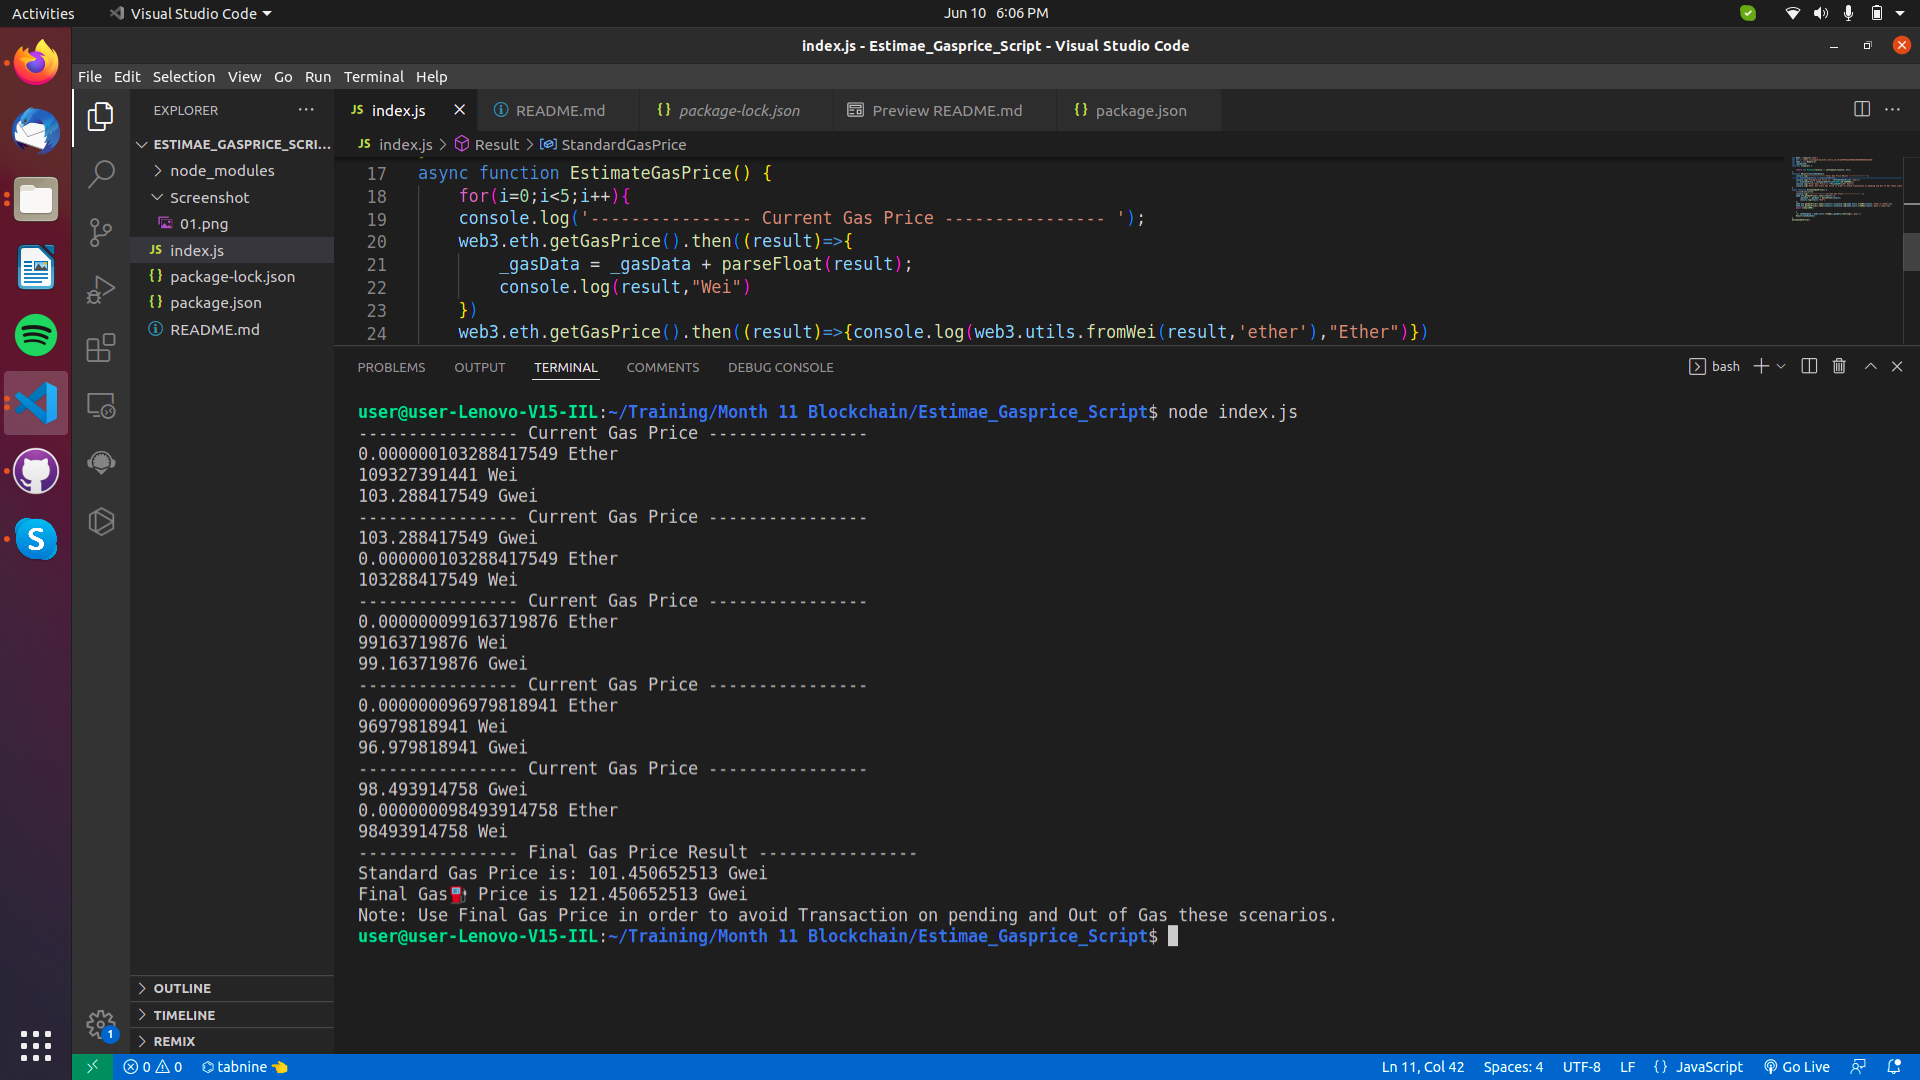 Activities
Visual Studio Code
Jun 10 6:06 PM
index.js - Estimae_Gasprice_Script - Visual Studio Code
File Edit Selection View Go Run Terminal Help
EXPLORER
ESTIMAE_GASPRICE_SCRI...
node_modules
Screenshot
01.png
JS index.js
{} package-lock.json
{} package.json
README.md
OUTLINE
TIMELINE
REMIX
JS index.js
README.md
{} package-lock.json
Preview README.md
{} package.json
JS index.js > Result > StandardGasPrice
17 async function EstimateGasPrice() {
18 for(i=0;i<5;i++){
19 console.log('---------------- Current Gas Price ---------------- ');
20 web3.eth.getGasPrice().then((result)=>{
21 _gasData = _gasData + parseFloat(result);
22 console.log(result,"Wei")
23 })
24 web3.eth.getGasPrice().then((result)=>{console.log(web3.utils.fromWei(result,'ether'),"Ether")})
PROBLEMS OUTPUT TERMINAL COMMENTS DEBUG CONSOLE
bash
user@user-Lenovo-V15-IIL:~/Training/Month 11 Blockchain/Estimae_Gasprice_Script$ node index.js
---------------- Current Gas Price ----------------
0.000000103288417549 Ether
109327391441 Wei
103.288417549 Gwei
---------------- Current Gas Price ----------------
103.288417549 Gwei
0.000000103288417549 Ether
103288417549 Wei
---------------- Current Gas Price ----------------
0.000000099163719876 Ether
99163719876 Wei
99.163719876 Gwei
---------------- Current Gas Price ----------------
0.000000096979818941 Ether
96979818941 Wei
96.979818941 Gwei
---------------- Current Gas Price ----------------
98.493914758 Gwei
0.000000098493914758 Ether
98493914758 Wei
---------------- Final Gas Price Result ----------------
Standard Gas Price is: 101.450652513 Gwei
Final Gas⛽ Price is 121.450652513 Gwei
Note: Use Final Gas Price in order to avoid Transaction on pending and Out of Gas these scenarios.
user@user-Lenovo-V15-IIL:~/Training/Month 11 Blockchain/Estimae_Gasprice_Script$
1
0 0 tabnine 👈
Ln 11, Col 42 Spaces: 4 UTF-8 LF {} JavaScript Go Live